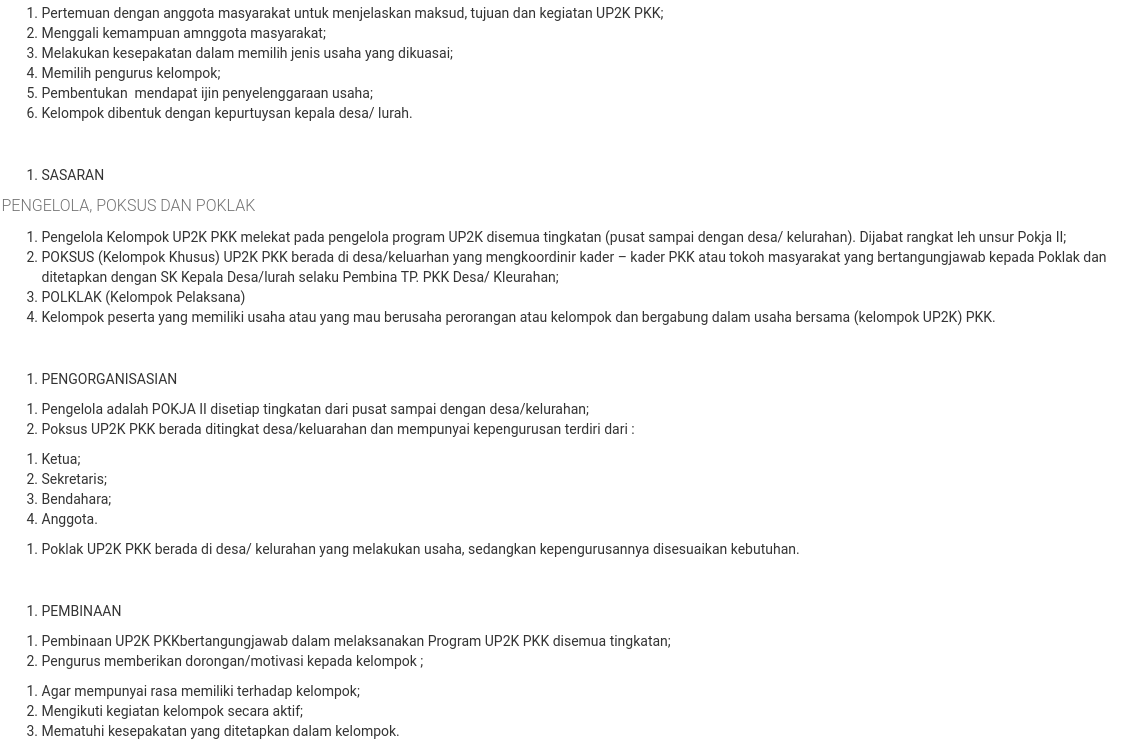 1. Pertemuan dengan anggota masyarakat untuk menjelaskan maksud, tujuan dan kegiatan UP2K PKK;
2. Menggali kemampuan amnggota masyarakat;
3. Melakukan kesepakatan dalam memilih jenis usaha yang dikuasai;
4. Memilih pengurus kelompok;
5. Pembentukan  mendapat ijin penyelenggaraan usaha;
6. Kelompok dibentuk dengan kepurtuysan kepala desa/ lurah.
1. SASARAN
PENGELOLA, POKSUS DAN POKLAK
1. Pengelola Kelompok UP2K PKK melekat pada pengelola program UP2K disemua tingkatan (pusat sampai dengan desa/ kelurahan). Dijabat rangkat leh unsur Pokja II;
2. POKSUS (Kelompok Khusus) UP2K PKK berada di desa/keluarhan yang mengkoordinir kader – kader PKK atau tokoh masyarakat yang bertangungjawab kepada Poklak dan
ditetapkan dengan SK Kepala Desa/lurah selaku Pembina TP. PKK Desa/ Kleurahan;
3. POLKLAK (Kelompok Pelaksana)
4. Kelompok peserta yang memiliki usaha atau yang mau berusaha perorangan atau kelompok dan bergabung dalam usaha bersama (kelompok UP2K) PKK.
1. PENGORGANISASIAN
1. Pengelola adalah POKJA II disetiap tingkatan dari pusat sampai dengan desa/kelurahan;
2. Poksus UP2K PKK berada ditingkat desa/keluarahan dan mempunyai kepengurusan terdiri dari :
1. Ketua;
2. Sekretaris;
3. Bendahara;
4. Anggota.
1. Poklak UP2K PKK berada di desa/ kelurahan yang melakukan usaha, sedangkan kepengurusannya disesuaikan kebutuhan.
1. PEMBINAAN
1. Pembinaan UP2K PKKbertangungjawab dalam melaksanakan Program UP2K PKK disemua tingkatan;
2. Pengurus memberikan dorongan/motivasi kepada kelompok ;
1. Agar mempunyai rasa memiliki terhadap kelompok;
2. Mengikuti kegiatan kelompok secara aktif;
3. Mematuhi kesepakatan yang ditetapkan dalam kelompok.